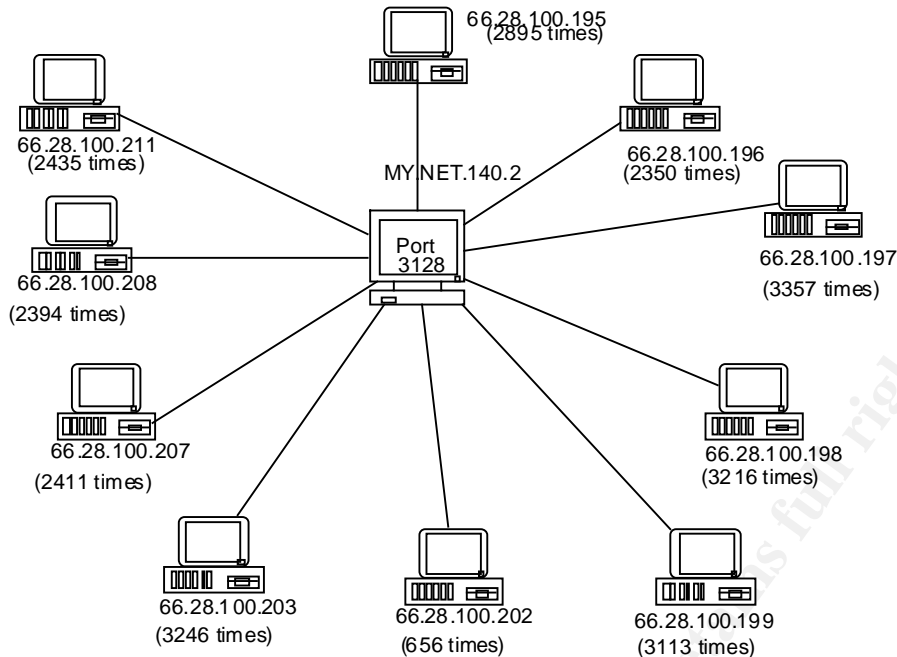 66.28.100.195
(2895 times)
66.28.100.211
(2435 times)
66.28.100.196
(2350 times)
MY.NET.140.2
Port
3128
66.28.100.197
(3357 times)
66.28.100.208
(2394 times)
66.28.100.207
(2411 times)
66.28.100.198
(3216 times)
66.28.100.203
(3246 times)
66.28.100.202
(656 times)
66.28.100.199
(3113 times)
ains full righ